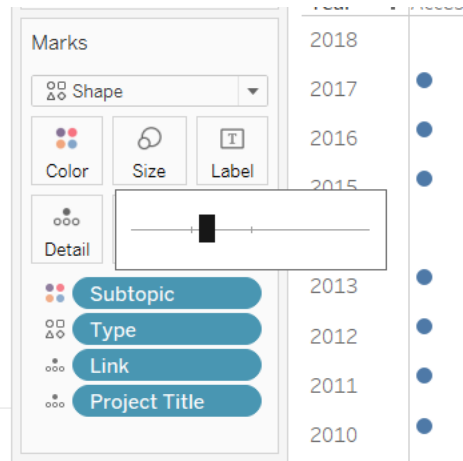 Marks
Shape
Color Size Label
Detail
Subtopic
Type
Link
Project Title
2018
2017
2016
2015
2013
2012
2011
2010